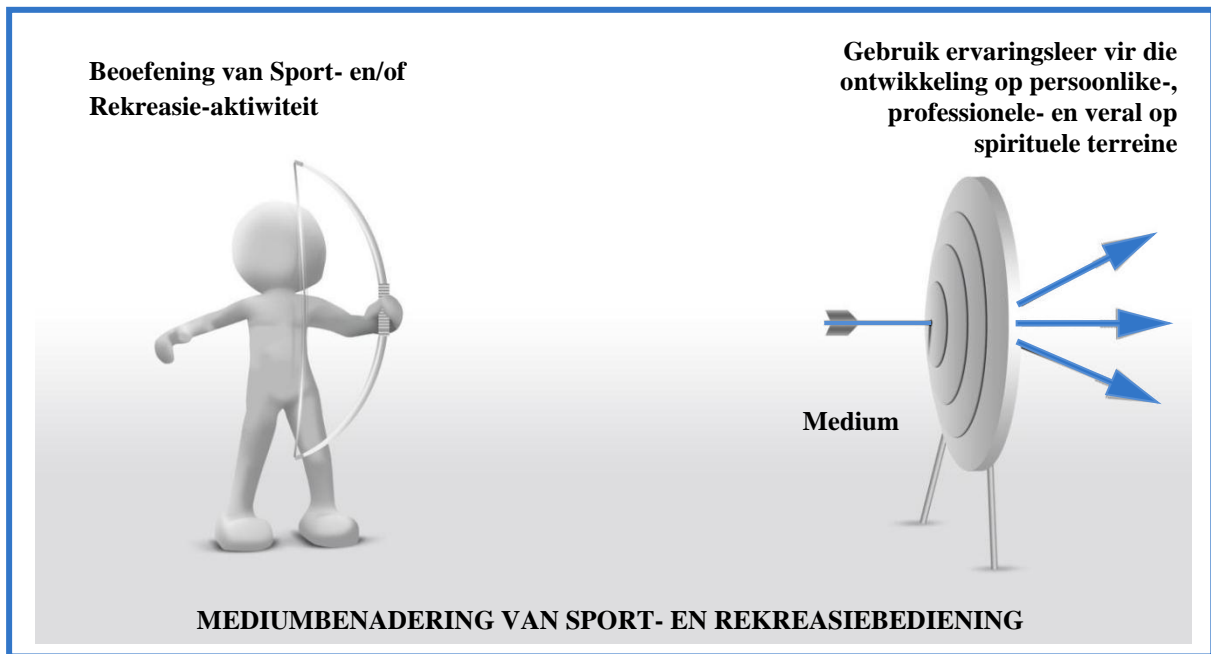 Beoefening van Sport- en/of
Rekreasie-aktiwiteit
Gebruik ervaringsleer vir die
ontwikkeling op persoonlike-,
professionele- en veral op
spirituele terreine
Medium
MEDIUMBENADERING VAN SPORT- EN REKREASIEBEDIENING